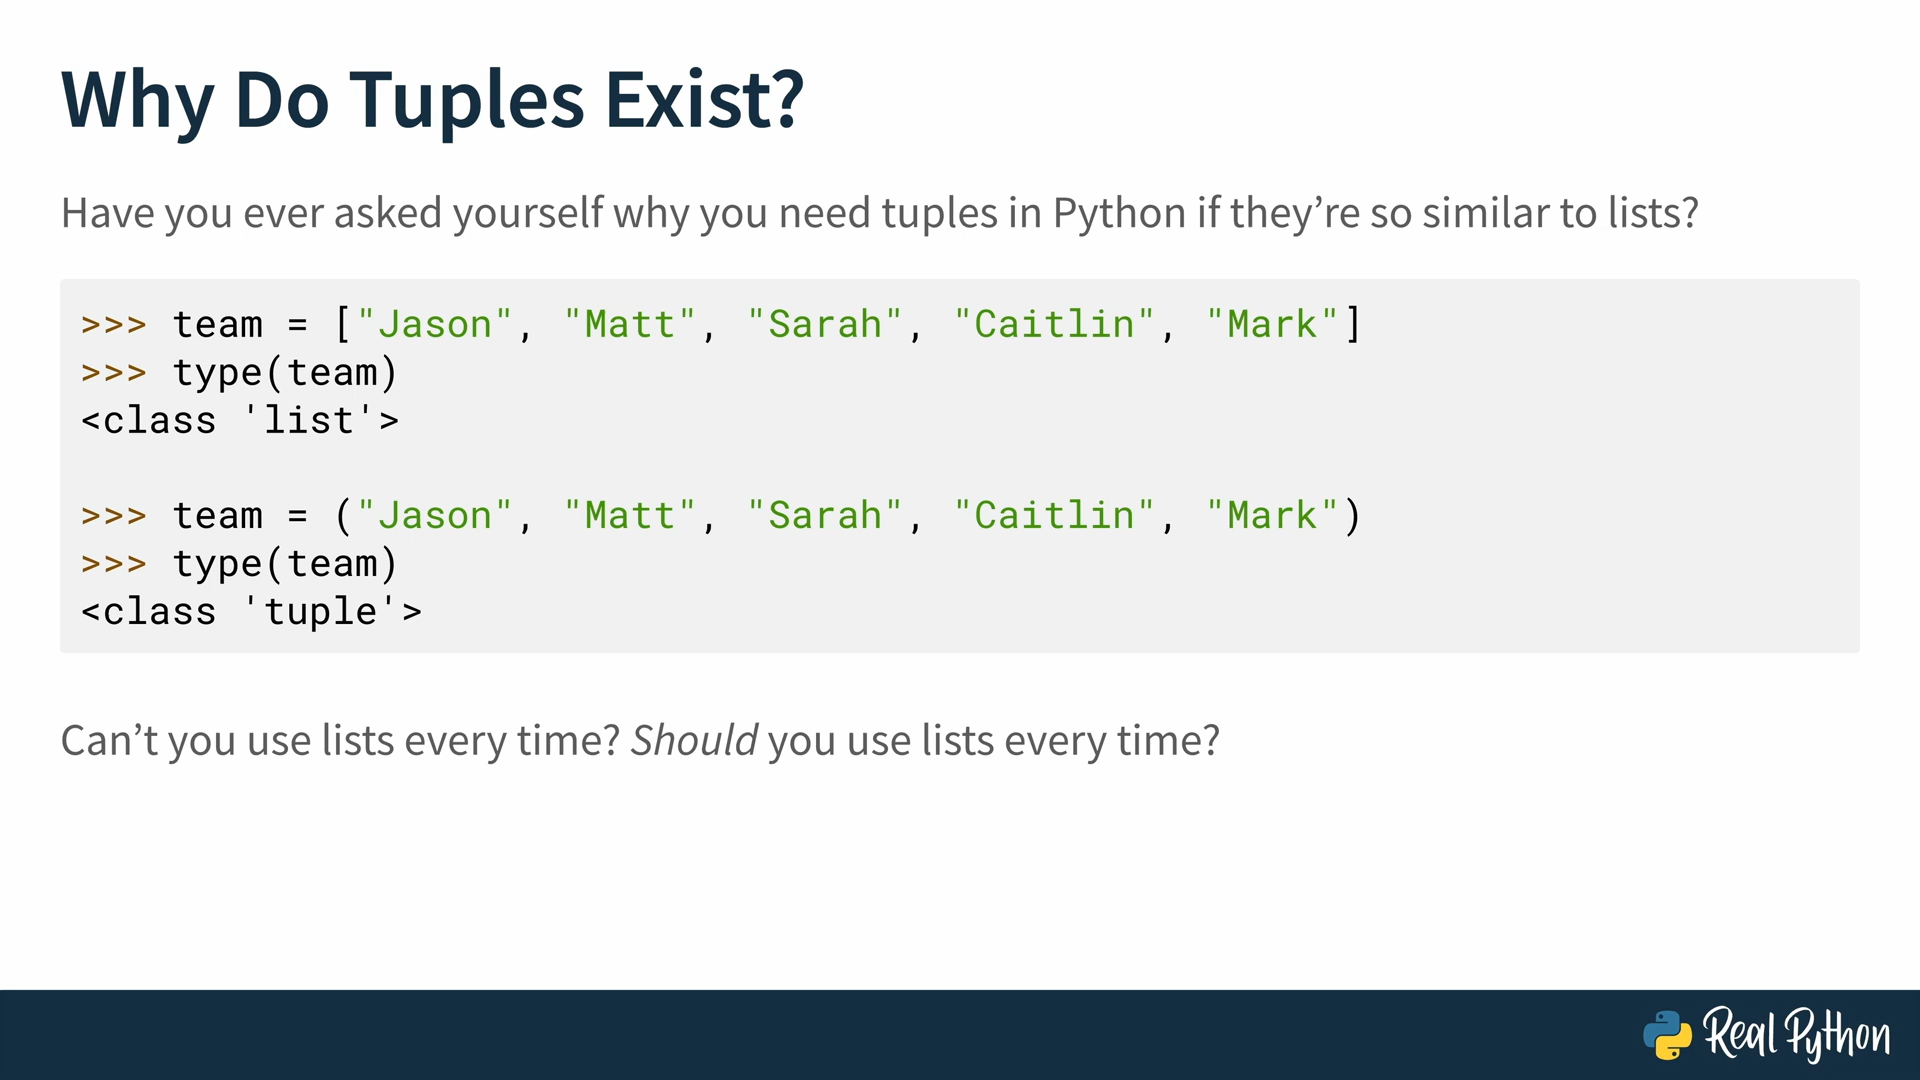 Why Do Tuples Exist?
Have you ever asked yourself why you need tuples in Python if they’re so similar to lists?
>>> team = ["Jason", "Matt", "Sarah", "Caitlin", "Mark"]
>>> type(team)
<class 'list'>
>>> team = ("Jason", "Matt", "Sarah", "Caitlin", "Mark")
>>> type(team)
<class 'tuple'>
Can’t you use lists every time? Should you use lists every time?
Real Python